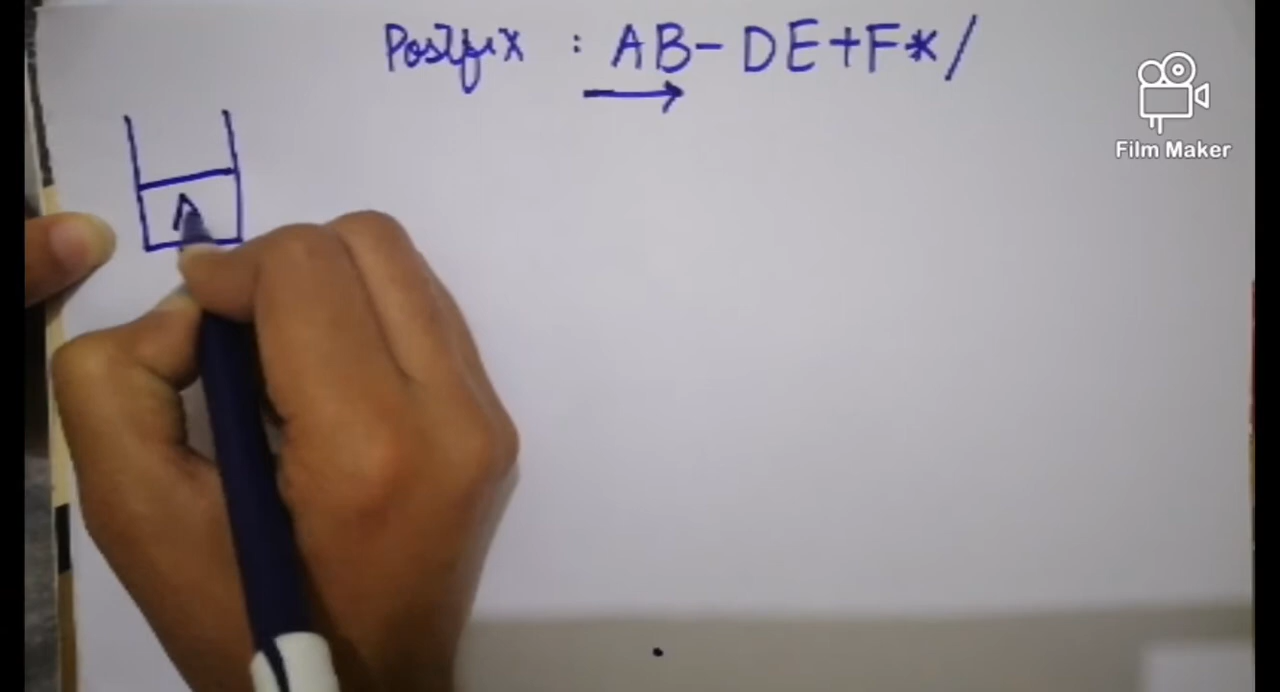 Postfix : AB- DE+F*/
A
Film Maker